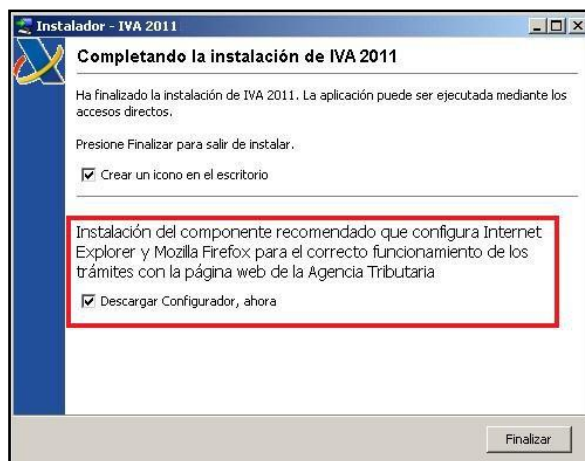 Instalador - IVA 2011
Completando la instalación de IVA 2011
Ha finalizado la instalación de IVA 2011. La aplicación puede ser ejecutada mediante los
accesos directos.
Presione Finalizar para salir de instalar.
Crear un icono en el escritorio
Instalación del componente recomendado que configura Internet
Explorer y Mozilla Firefox para el correcto funcionamiento de los
trámites con la página web de la Agencia Tributaria
Descargar Configurador, ahora
Finalizar